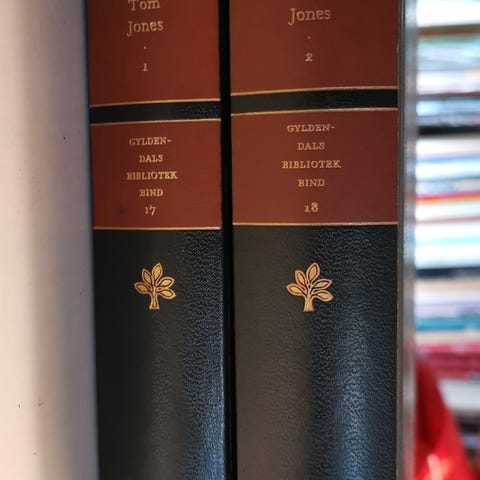 Tom
Jones
1
GYLDEN-
DALS
BIBLIOTEK
BIND
17
Jones
2
GYLDEN-
DALS
BIBLIOTEK
BIND
18